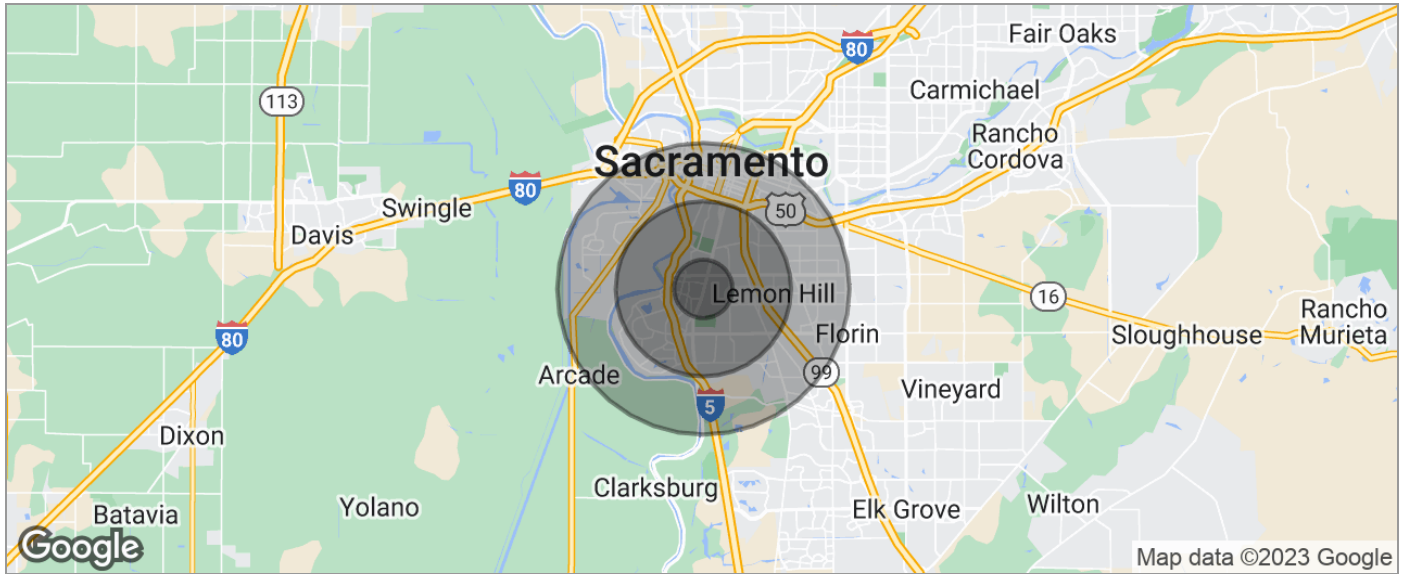 Fair Oaks
80
Carmichael
113
Rancho
Cordova
Sacramento
80
Swingle
50
Davis
Lemon Hill
16
Rancho
Murieta
80
Florin
Sloughhouse
Arcade
99
Vineyard
5
Dixon
Clarksburg
Yolano
Elk Grove
Wilton
Batavia
Google
Map data ©2023 Google